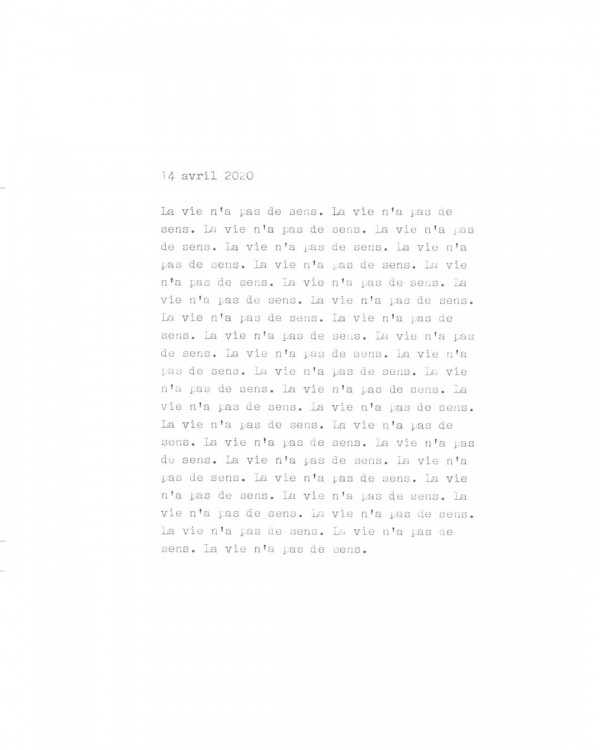 14 avril 2020
La vie n'a pas de sens. La vie n'a pas de
sens. La vie n'a pas de sens. La vie n'a pas
de sens. La vie n'a pas de sens. La vie n'a
pas de sens. La vie n'a pas de sens. La vie
n'a pas de sens. La vie n'a pas de sens. La
vie n'a pas de sens. La vie n'a pas de sens.
La vie n'a pas de sens. La vie n'a pas de
sens. La vie n'a pas de sens. La vie n'a pas
de sens. La vie n'a pas de sens. La vie n'a
pas de sens. La vie n'a pas de sens. La vie
n'a pas de sens. La vie n'a pas de sens. La
vie n'a pas de sens. La vie n'a pas de sens.
La vie n'a pas de sens. La vie n'a pas de
sens. La vie n'a pas de sens. La vie n'a pas
de sens. La vie n'a pas de sens. La vie n'a
pas de sens. La vie n'a pas de sens. La vie
n'a pas de sens. La vie n'a pas de sens. La
vie n'a pas de sens. La vie n'a pas de sens.
La vie n'a pas de sens. La vie n'a pas de
sens. La vie n'a pas de sens.